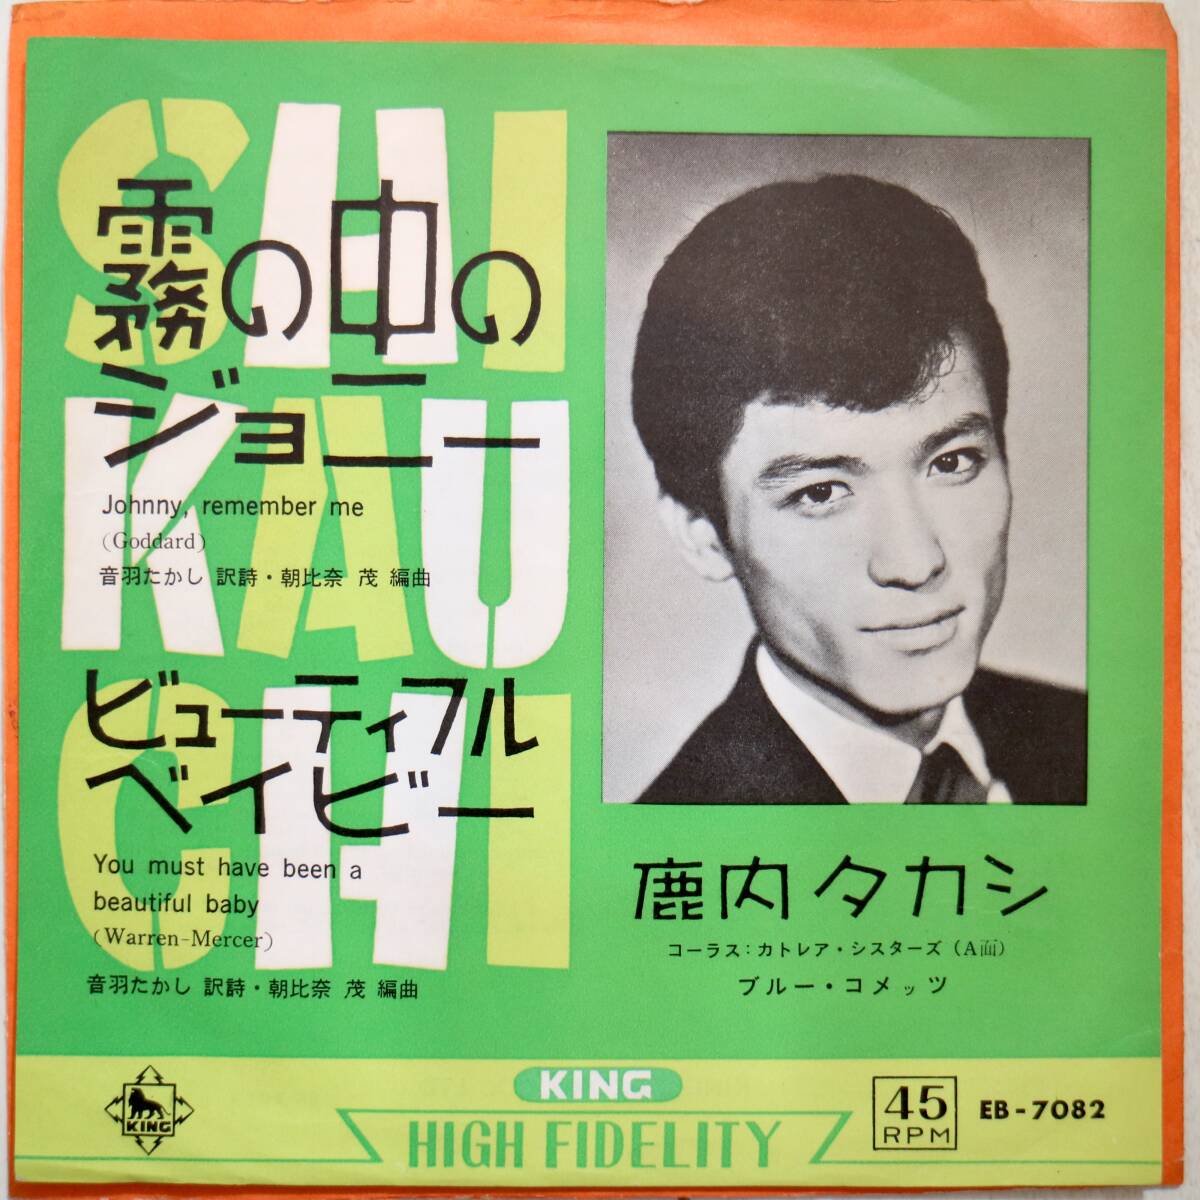 SHI
KAU
CHI
霧の中の
ジョニー
Johnny, remember me
(Goddard)
音羽たかし 訳詩・朝比奈 茂 編曲
ビューティフル
ベイビー
You must have been a
beautiful baby
(Warren-Mercer)
音羽たかし 訳詩・朝比奈 茂 編曲
鹿内タカシ
コーラス:カトレア・シスターズ(A面)
ブルー・コメッツ
KING
KING
HIGH FIDELITY
45
RPM
EB-7082